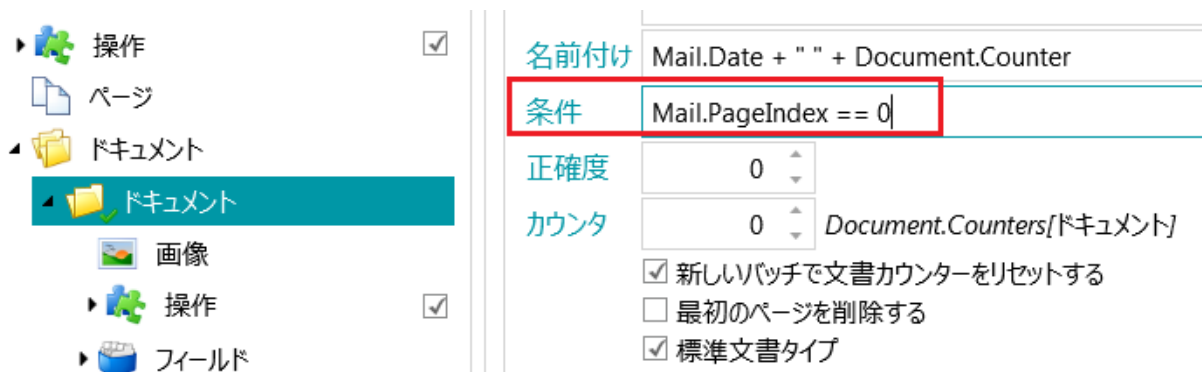 操作
ページ
ドキュメント
ドキュメント
画像
操作
フィールド
名前付け Mail.Date + " " + Document.Counter
条件 Mail.PageIndex == 0
正確度 0
カウンタ 0 Document.Counters[ドキュメント]
新しいバッチで文書カウンターをリセットする
最初のページを削除する
標準文書タイプ